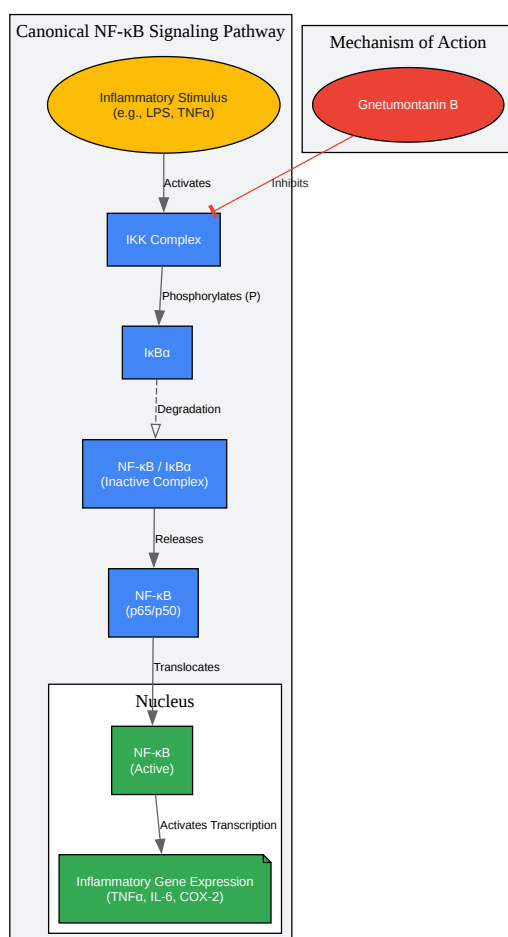 Canonical NF-κB Signaling Pathway
Mechanism of Action
Inflammatory Stimulus
(e.g., LPS, TNFα)
Gnetumontanin B
Activates
Inhibits
IKK Complex
Phosphorylates (P)
IκBα
Degradation
NF-κB / IκBα
(Inactive Complex)
Releases
NF-κB
(p65/p50)
Translocates
Nucleus
NF-κB
(Active)
Activates Transcription
Inflammatory Gene Expression
(TNFα, IL-6, COX-2)